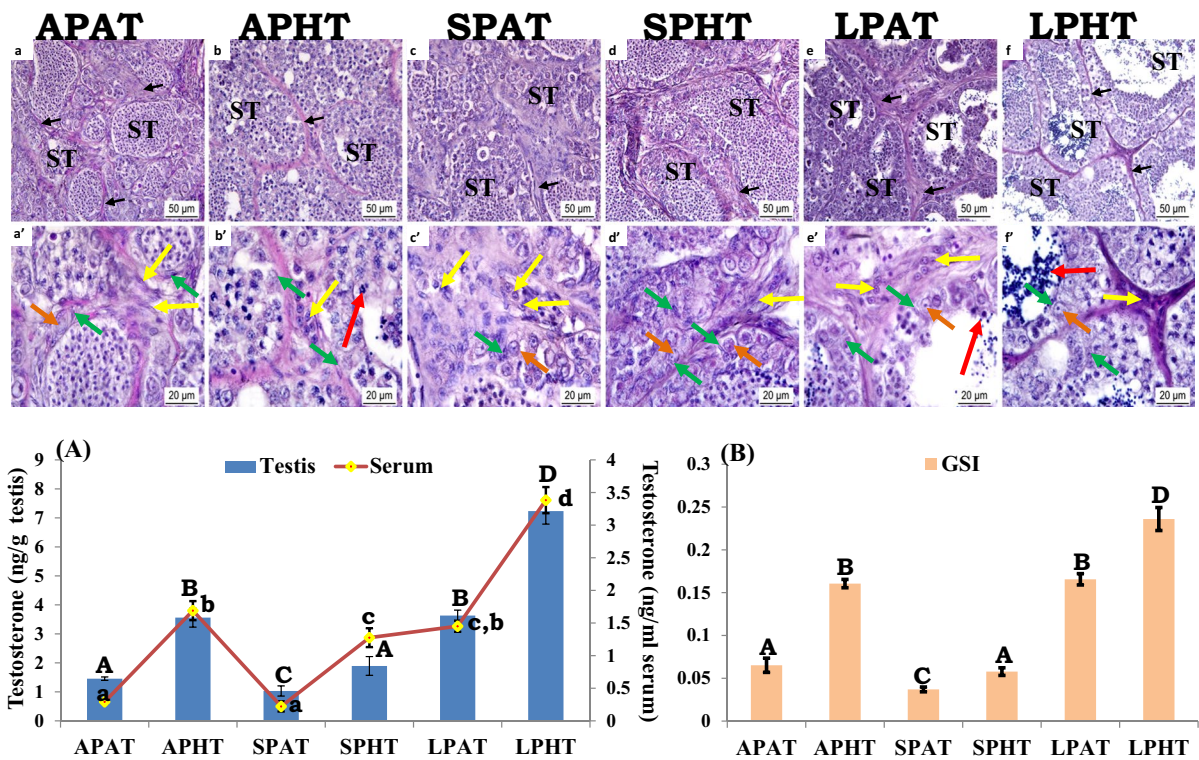 APAT APHT SPAT SPHT LPAT LPHT
a b c d e f
ST ST ST ST
ST ST ST ST ST
ST ST ST ST
50 µm 50 µm 50 µm 50 µm 50 µm 50 µm
a' b' c' d' e' f'
20 µm 20 µm 20 µm 20 µm 20 µm 20 µm
(A)
Testis Serum
Testosterone (ng/g testis)
9
8
7
6
5
4
3
2
1
0
A a
B b
C a
c A
B c,b
D d
4
3.5
3
2.5
2
1.5
1
0.5
0
Testosterone (ng/ml serum)
APAT APHT SPAT SPHT LPAT LPHT
(B)
GSI
0.3
0.25
0.2
0.15
0.1
0.05
0
A B C A B D
APAT APHT SPAT SPHT LPAT LPHT